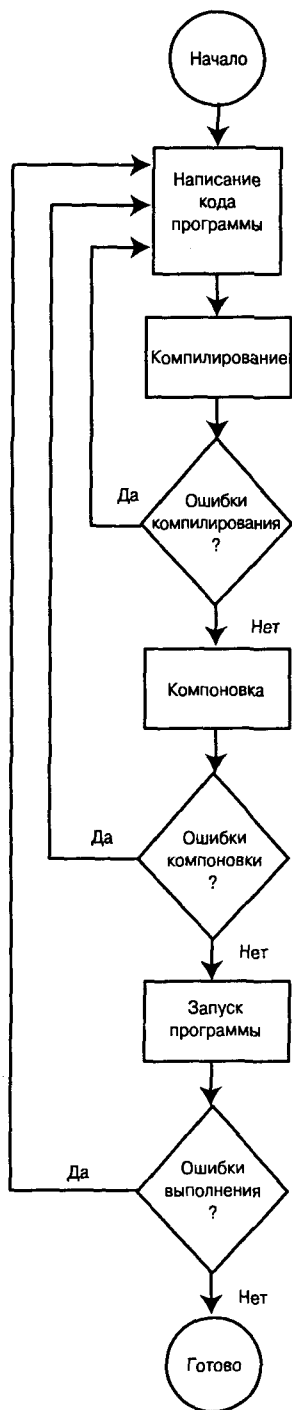 Начало
Написание
кода
программы
Компилирование
Ошибки
компилирования
?
Да
Нет
Компоновка
Ошибки
компоновки
?
Да
Нет
Запуск
программы
Ошибки
выполнения
?
Да
Нет
Готово